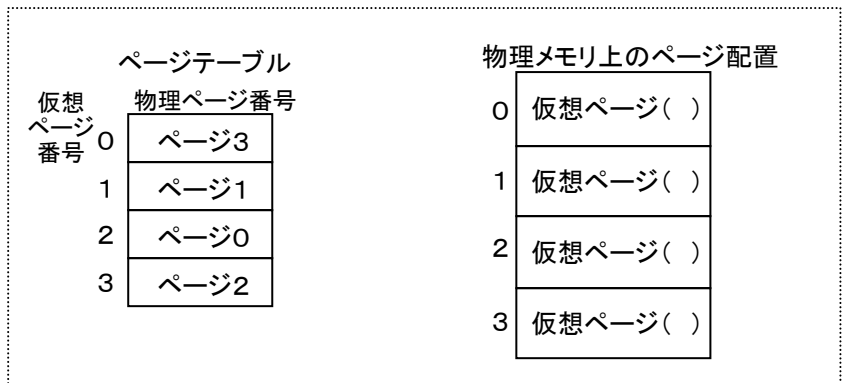 ページテーブル
仮想
ページ
番号
物理ページ番号
0 ページ3
1 ページ1
2 ページ0
3 ページ2
物理メモリ上のページ配置
0 仮想ページ( )
1 仮想ページ( )
2 仮想ページ( )
3 仮想ページ( )